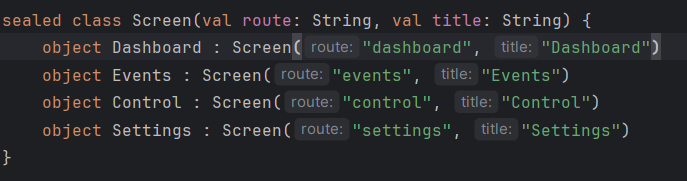 sealed class Screen(val route: String, val title: String) {
    object Dashboard : Screen( route: "dashboard", title: "Dashboard")
    object Events : Screen( route: "events", title: "Events")
    object Control : Screen( route: "control", title: "Control")
    object Settings : Screen( route: "settings", title: "Settings")
}